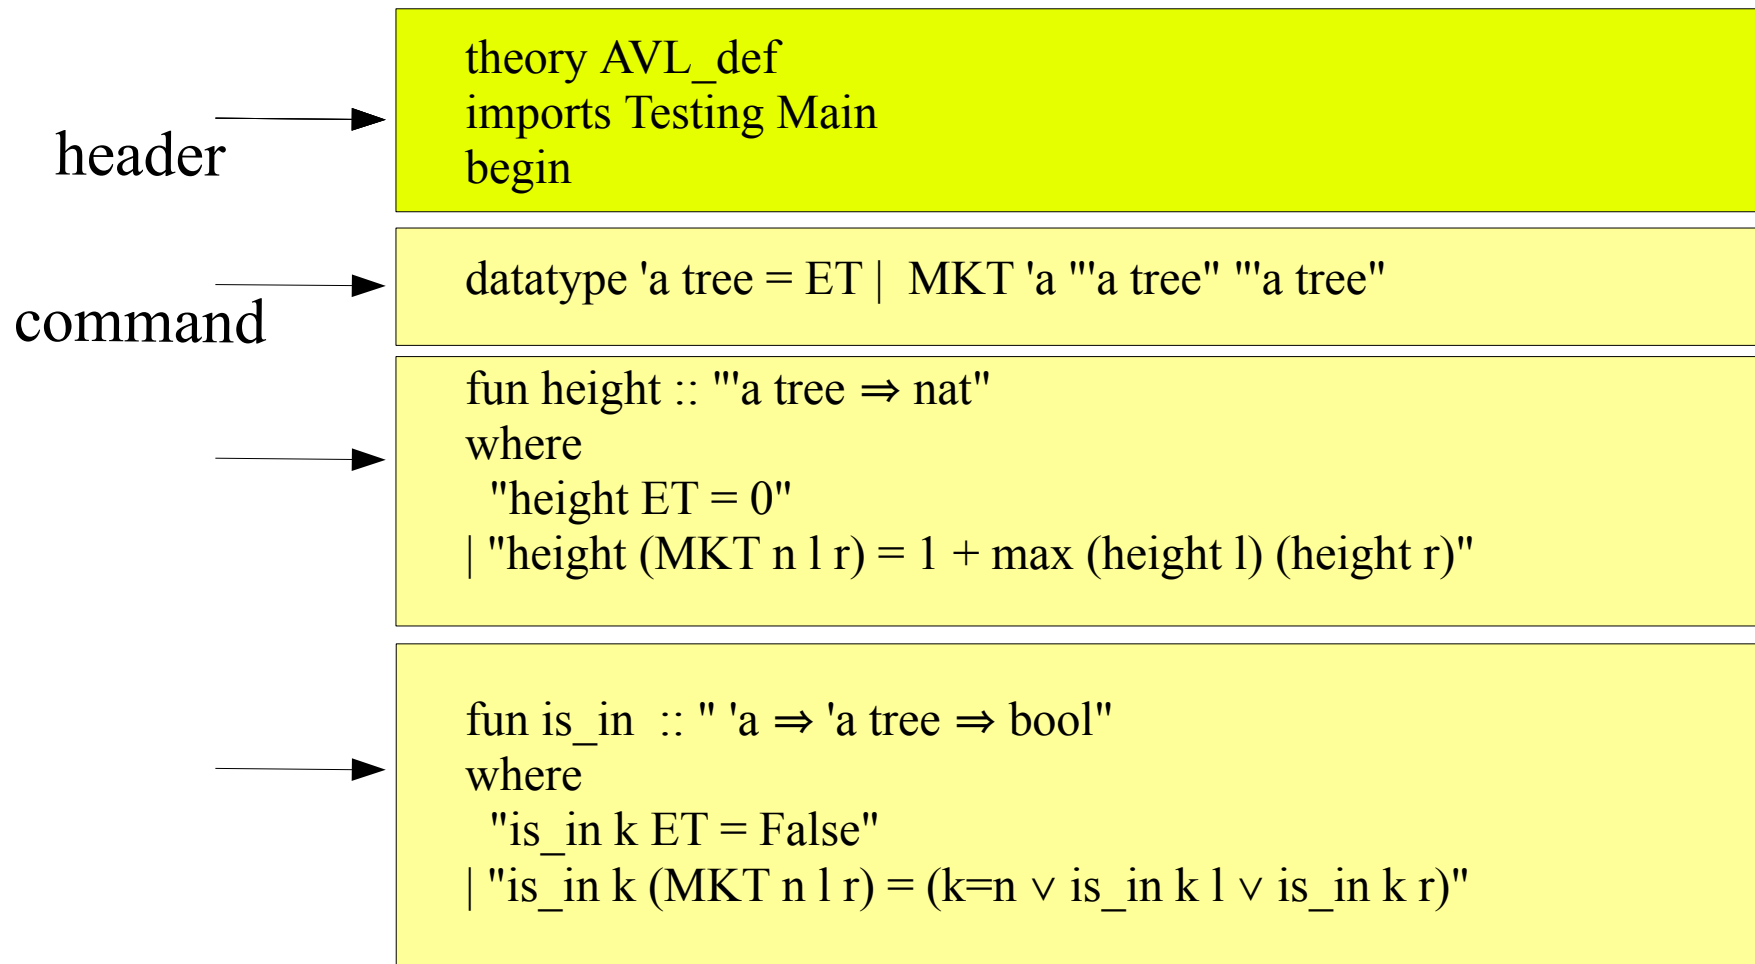 theory AVL_def
imports Testing Main
begin
header
datatype 'a tree = ET |  MKT 'a "'a tree" "'a tree"
command
fun height :: "'a tree ⇒ nat"
where
  "height ET = 0"
| "height (MKT n l r) = 1 + max (height l) (height r)"
fun is_in  :: " 'a ⇒ 'a tree ⇒ bool"
where
  "is_in k ET = False"
| "is_in k (MKT n l r) = (k=n ∨ is_in k l ∨ is_in k r)"